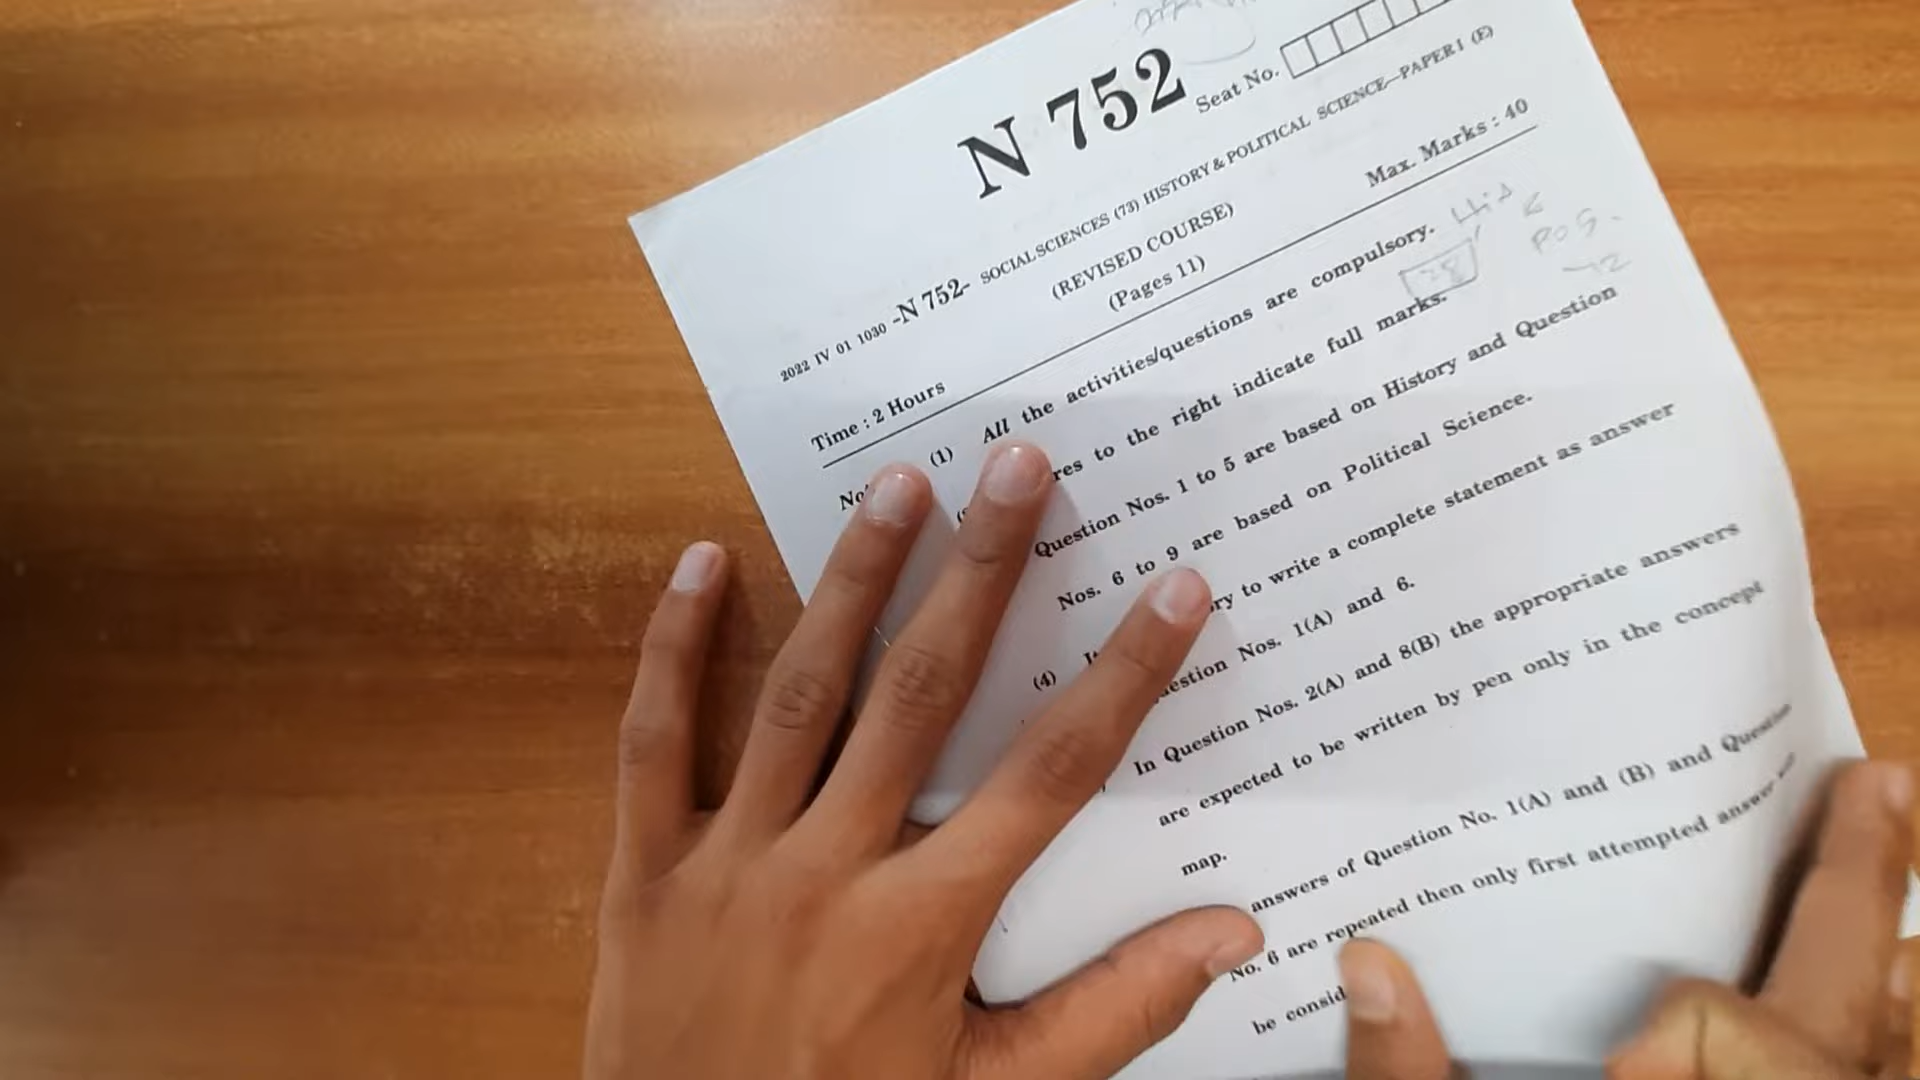 N 752
Seat No.
2022 IV 01 1030 -N 752- SOCIAL SCIENCES (73) HISTORY & POLITICAL SCIENCE—PAPER I (E)
(REVISED COURSE)
(Pages 11)
Time : 2 Hours
Max. Marks : 40
(1) All the activities/questions are compulsory.
res to the right indicate full marks.
Question Nos. 1 to 5 are based on History and Question
Nos. 6 to 9 are based on Political Science.
(4) ry to write a complete statement as answer
estion Nos. 1(A) and 6.
In Question Nos. 2(A) and 8(B) the appropriate answers
are expected to be written by pen only in the concept
map.
answers of Question No. 1(A) and (B) and Question
No. 6 are repeated then only first attempted answer
be consid
His
28
12